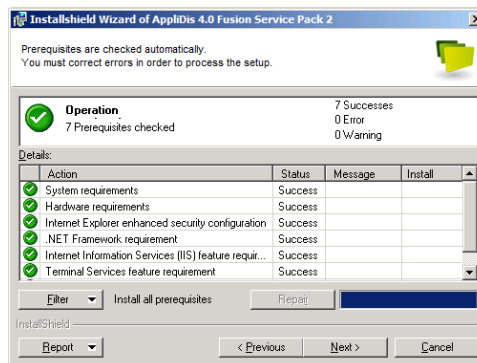 Installshield Wizard of AppliDis 4.0 Fusion Service Pack 2
Prerequisites are checked automatically.
You must correct errors in order to process the setup.
Operation
7 Prerequisites checked
7 Successes
0 Error
0 Warning
Details:
Action Status Message Install
System requirements Success
Hardware requirements Success
Internet Explorer enhanced security configuration Success
.NET Framework requirement Success
Internet Information Services (IIS) feature requir... Success
Terminal Services feature requirement Success
Filter Install all prerequisites Repair
InstallShield
Report < Previous Next > Cancel